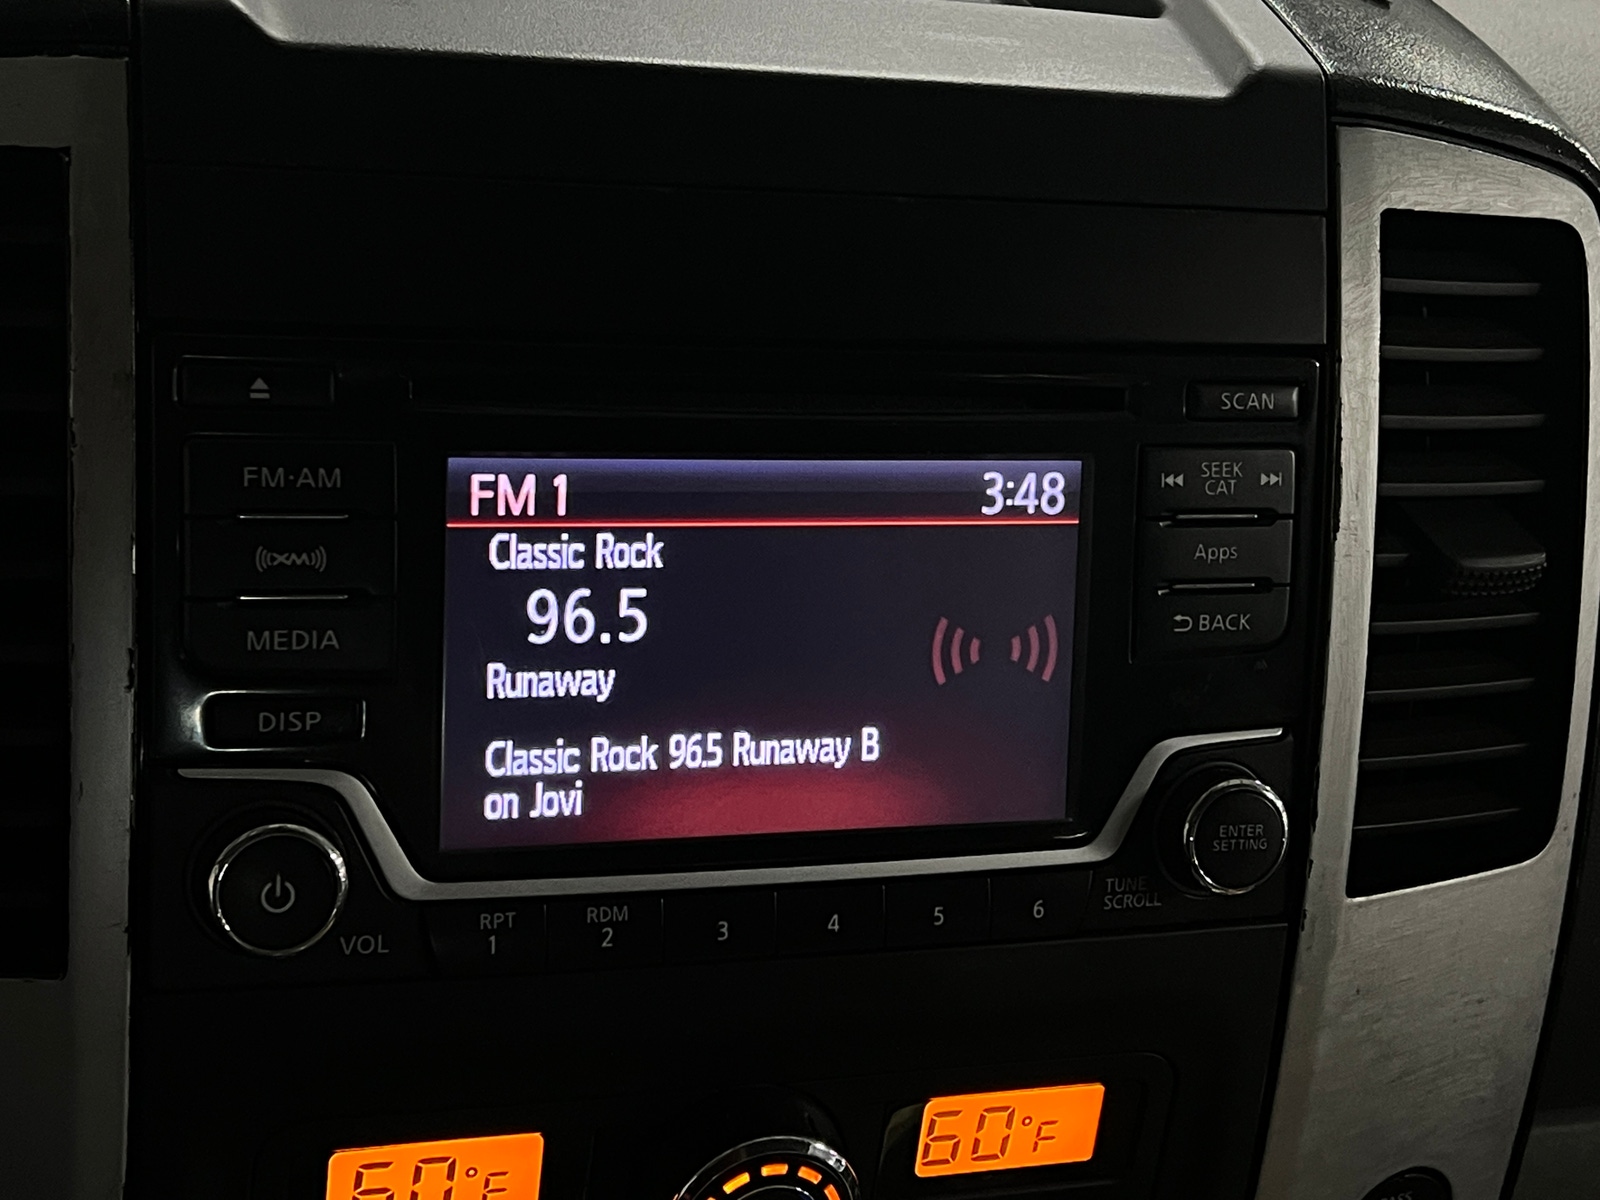 SCAN
FM·AM
XM
MEDIA
DISP
VOL
FM 1 3:48
Classic Rock
96.5
Runaway
Classic Rock 96.5 Runaway B
on Jovi
SEEK
CAT
Apps
BACK
ENTER
SETTING
TUNE
SCROLL
RPT
1
RDM
2
3
4
5
6
60°F
60°F